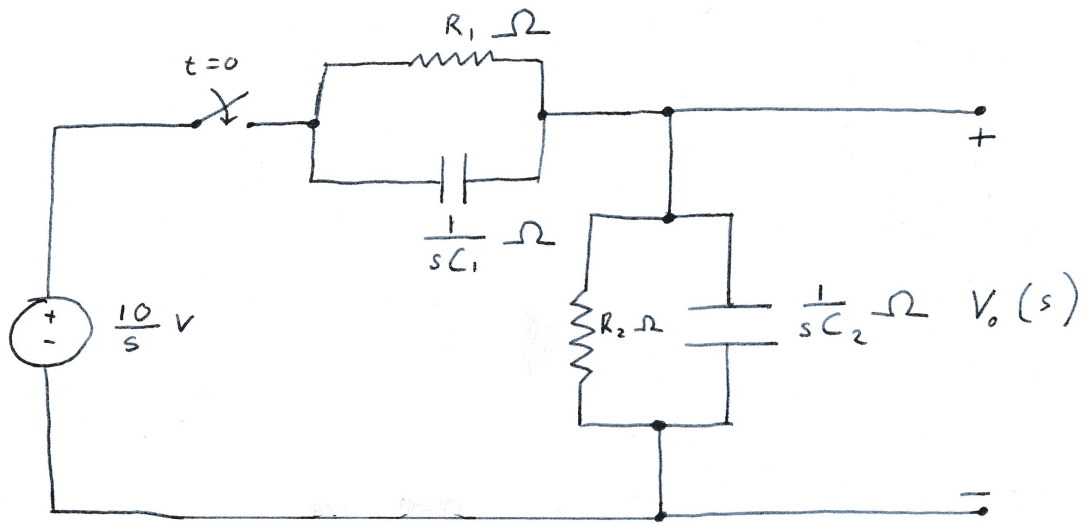 R₁ Ω
t=0
1/sC₁ Ω
+
+
-
10/s V
R₂ Ω
1/sC₂ Ω
V₀(s)
−